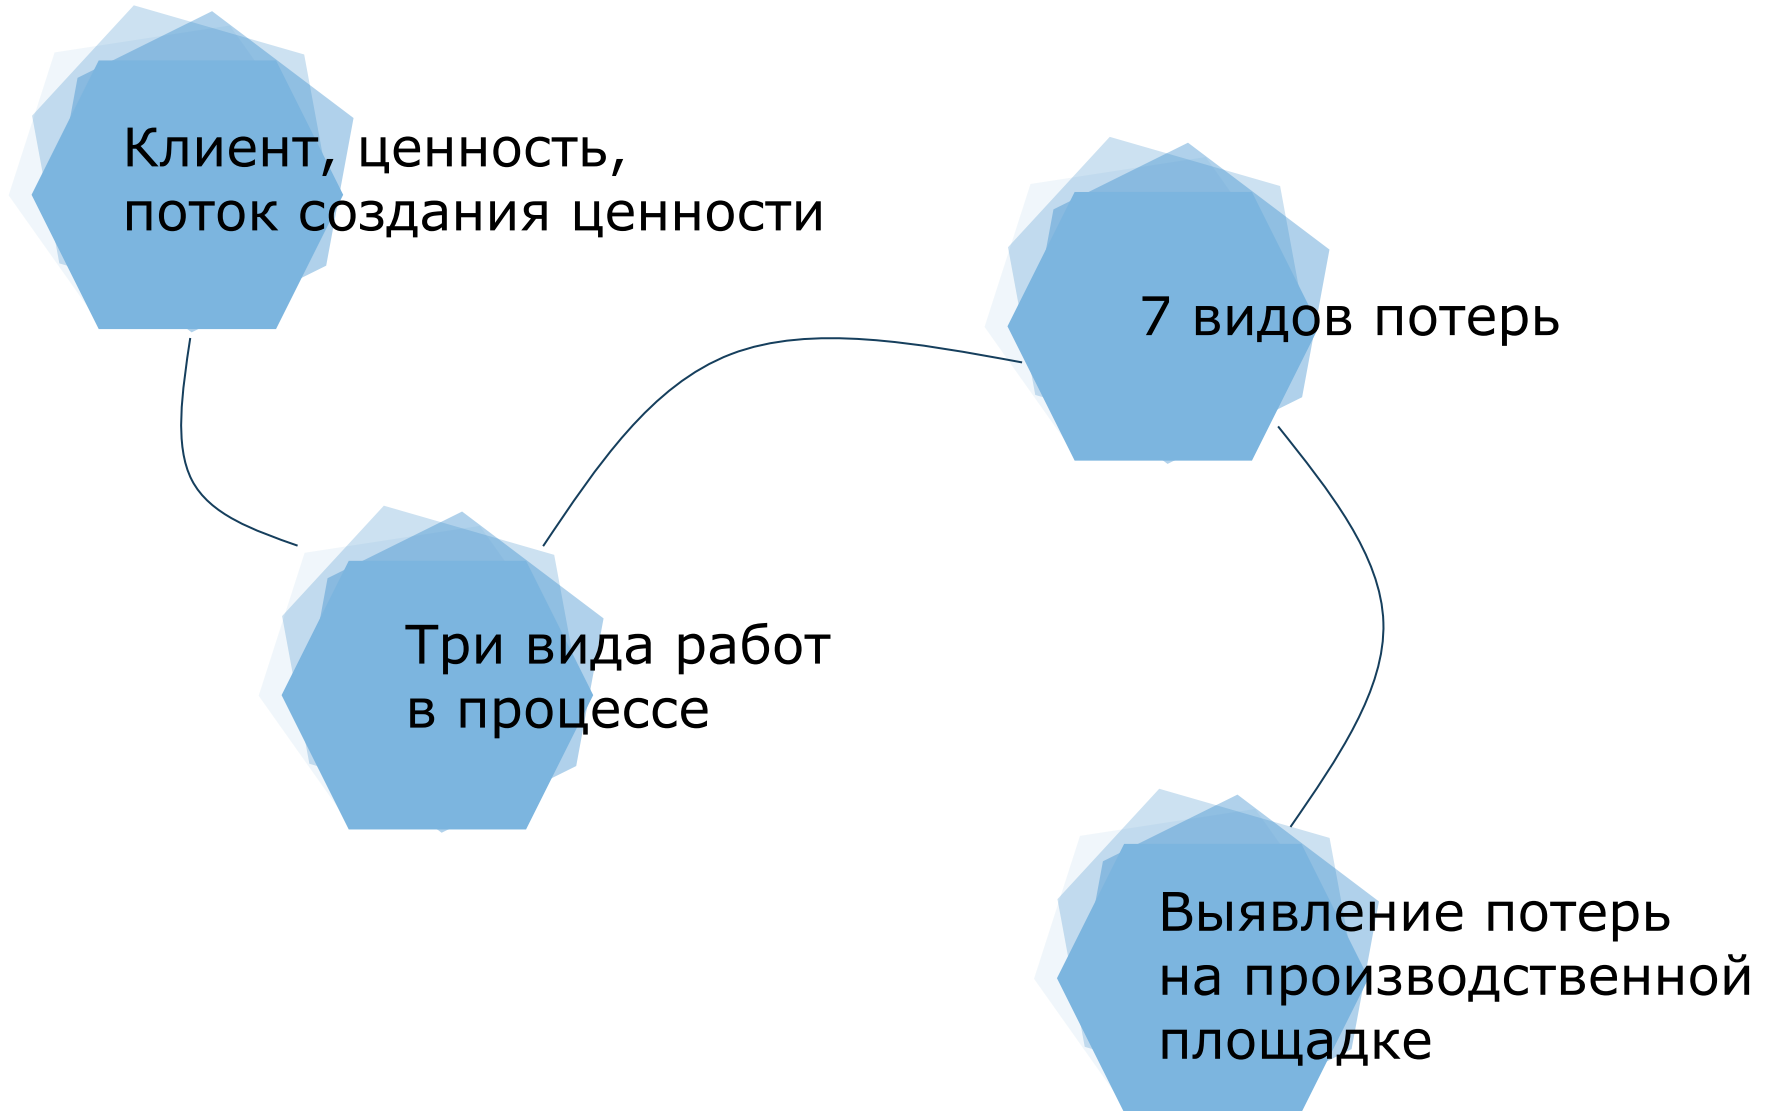 Клиент, ценность,
поток создания ценности
Три вида работ
в процессе
7 видов потерь
Выявление потерь
на производственной
площадке